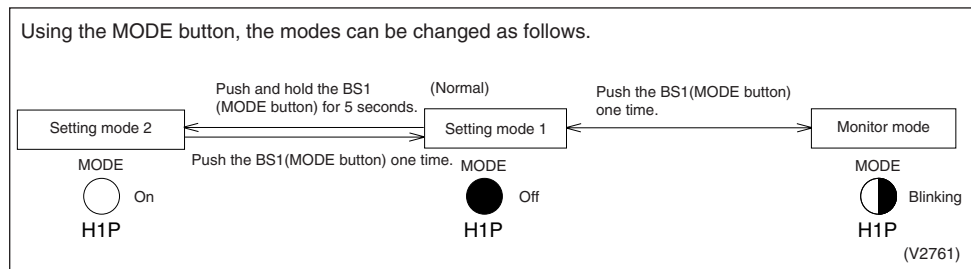 Using the MODE button, the modes can be changed as follows.
Push and hold the BS1
(MODE button) for 5 seconds.
(Normal)
Push the BS1(MODE button)
one time.
Setting mode 2
Setting mode 1
Monitor mode
Push the BS1(MODE button) one time.
MODE
On
H1P
MODE
Off
H1P
MODE
Blinking
H1P
(V2761)